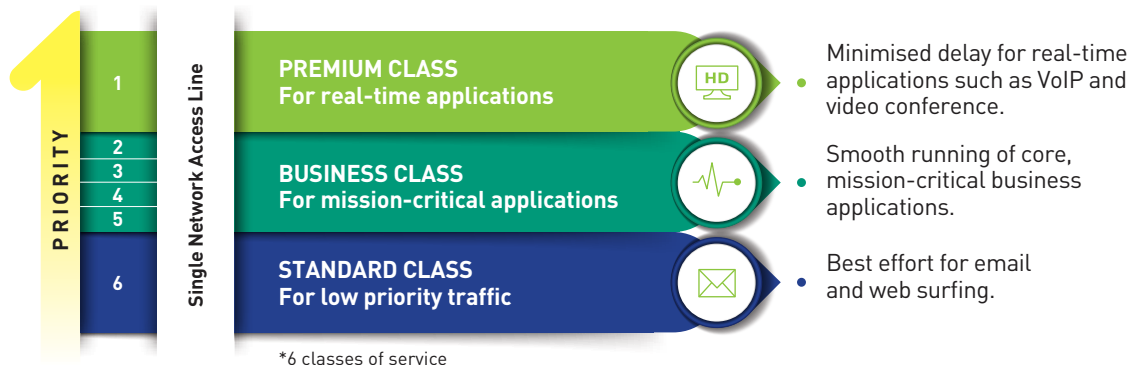 1
PRIORITY
1
2
3
4
5
6
Single Network Access Line
PREMIUM CLASS
For real-time applications
HD
Minimised delay for real-time
applications such as VoIP and
video conference.
BUSINESS CLASS
For mission-critical applications
Smooth running of core,
mission-critical business
applications.
STANDARD CLASS
For low priority traffic
Best effort for email
and web surfing.
*6 classes of service